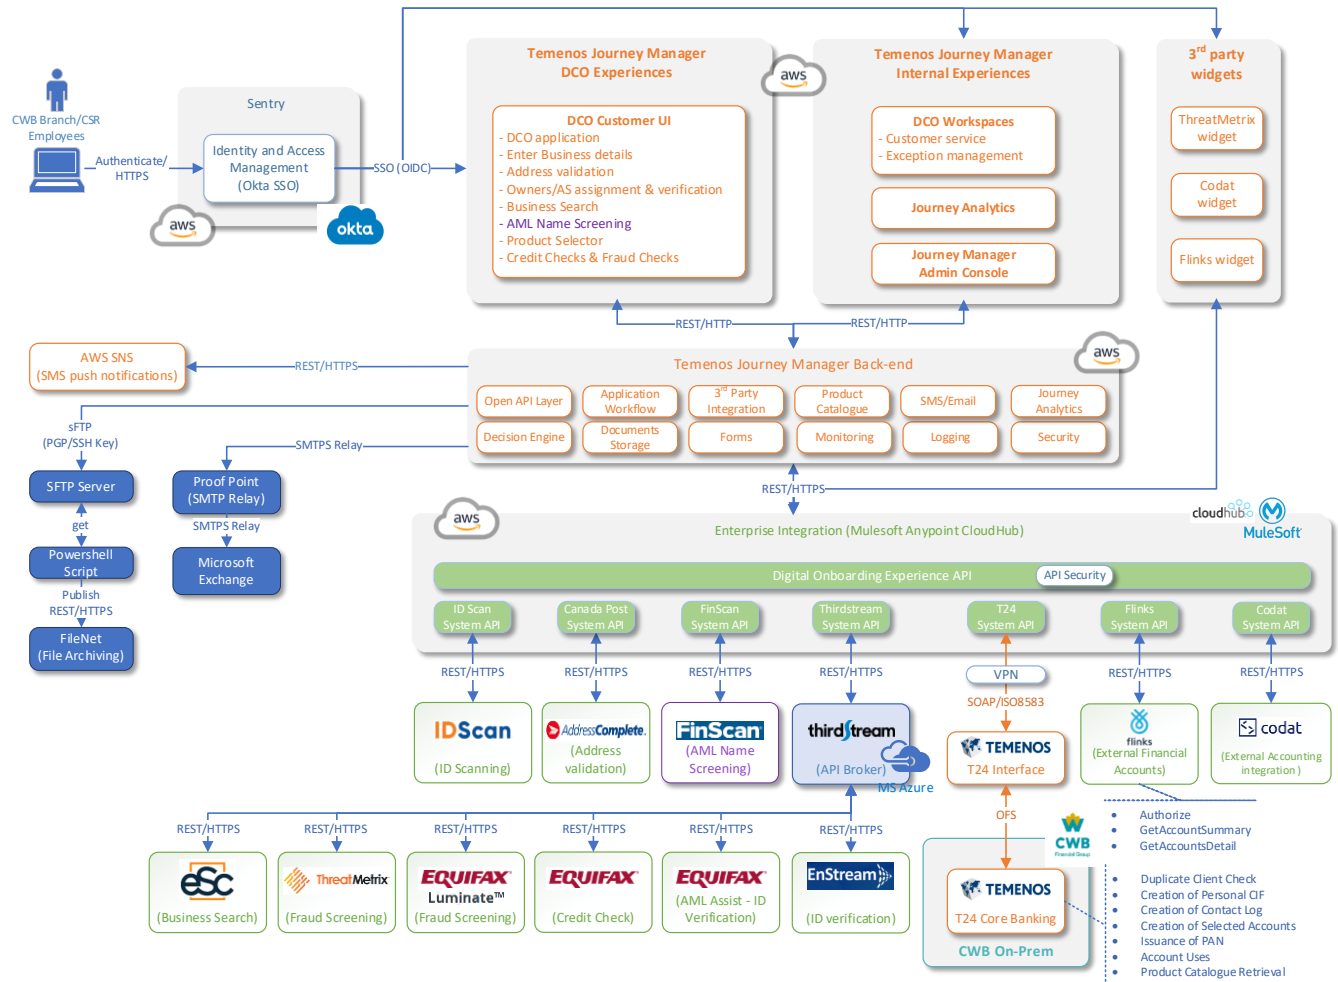 CWB Branch/CSR
Employees
Authenticate/
HTTPS
Sentry
Identity and Access
Management
(Okta SSO)
aws
okta
SSO (OIDC)
Temenos Journey Manager
DCO Experiences
DCO Customer UI
- DCO application
- Enter Business details
- Address validation
- Owners/AS assignment & verification
- Business Search
- AML Name Screening
- Product Selector
- Credit Checks & Fraud Checks
aws
Temenos Journey Manager
Internal Experiences
DCO Workspaces
- Customer service
- Exception management
Journey Analytics
Journey Manager
Admin Console
3rd party
widgets
ThreatMetrix
widget
Codat
widget
Flinks widget
REST/HTTP
REST/HTTP
AWS SNS
(SMS push notifications)
REST/HTTPS
Temenos Journey Manager Back-end
aws
Open API Layer
Application
Workflow
3rd Party
Integration
Product
Catalogue
SMS/Email
Journey
Analytics
Decision Engine
Documents
Storage
Forms
Monitoring
Logging
Security
sFTP
(PGP/SSH Key)
SMTPS Relay
SFTP Server
get
Powershell
Script
Publish
REST/HTTPS
FileNet
(File Archiving)
Proof Point
(SMTP Relay)
SMTPS Relay
Microsoft
Exchange
REST/HTTPS
aws
Enterprise Integration (Mulesoft Anypoint CloudHub)
cloudhub
MuleSoft
Digital Onboarding Experience API
API Security
ID Scan
System API
Canada Post
System API
FinScan
System API
Thirdstream
System API
T24
System API
Flinks
System API
Codat
System API
REST/HTTPS
REST/HTTPS
REST/HTTPS
REST/HTTPS
VPN
SOAP/ISO8583
REST/HTTPS
REST/HTTPS
IDScan
(ID Scanning)
AddressComplete.
(Address
validation)
FinScan
(AML Name
Screening)
thirdstream
(API Broker)
MS Azure
TEMENOS
T24 Interface
flinks
(External Financial
Accounts)
codat
(External Accounting
integration )
REST/HTTPS
REST/HTTPS
REST/HTTPS
REST/HTTPS
REST/HTTPS
REST/HTTPS
OFS
eSC
(Business Search)
ThreatMetrix
(Fraud Screening)
EQUIFAX
Luminate™
(Fraud Screening)
EQUIFAX
(Credit Check)
EQUIFAX
(AML Assist - ID
Verification)
EnStream
(ID verification)
CWB
Financial Group
TEMENOS
T24 Core Banking
CWB On-Prem
• Authorize
• GetAccountSummary
• GetAccountsDetail
• Duplicate Client Check
• Creation of Personal CIF
• Creation of Contact Log
• Creation of Selected Accounts
• Issuance of PAN
• Account Uses
• Product Catalogue Retrieval